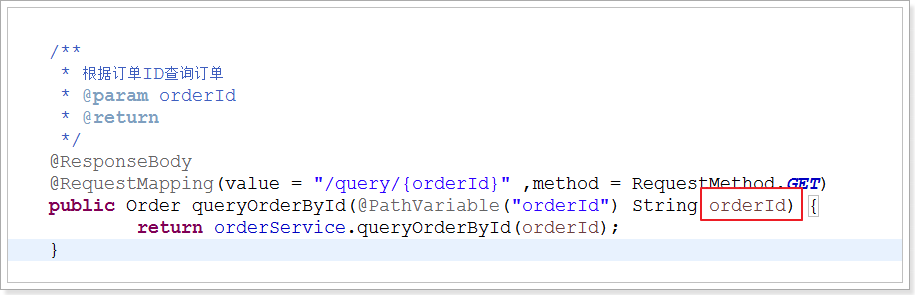 /**
 * 根据订单ID查询订单
 * @param orderId
 * @return
 */
@ResponseBody
@RequestMapping(value = "/query/{orderId}" ,method = RequestMethod.GET)
public Order queryOrderById(@PathVariable("orderId") String orderId) {
        return orderService.queryOrderById(orderId);
}